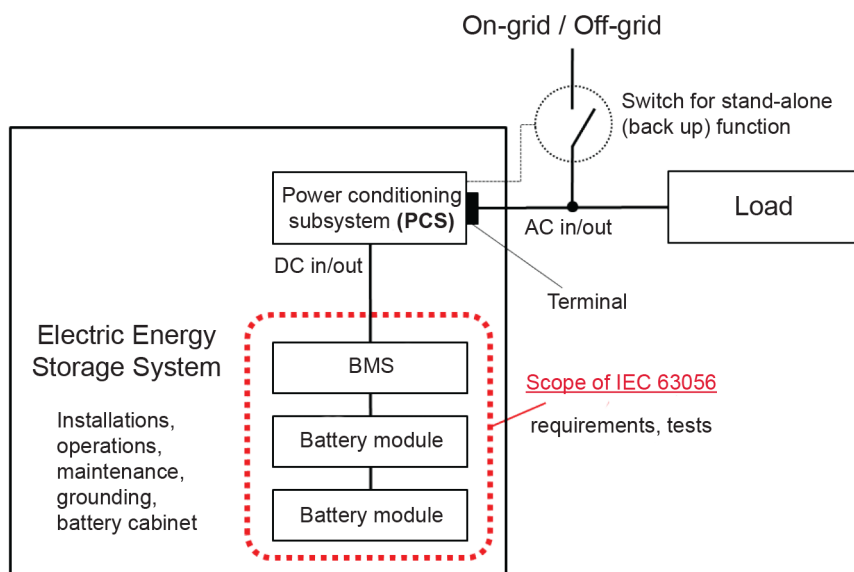 On-grid / Off-grid
Switch for stand-alone
(back up) function
Power conditioning
subsystem (PCS)
Load
AC in/out
DC in/out
Terminal
Electric Energy
Storage System
BMS
Scope of IEC 63056
requirements, tests
Installations,
operations,
maintenance,
grounding,
battery cabinet
Battery module
Battery module